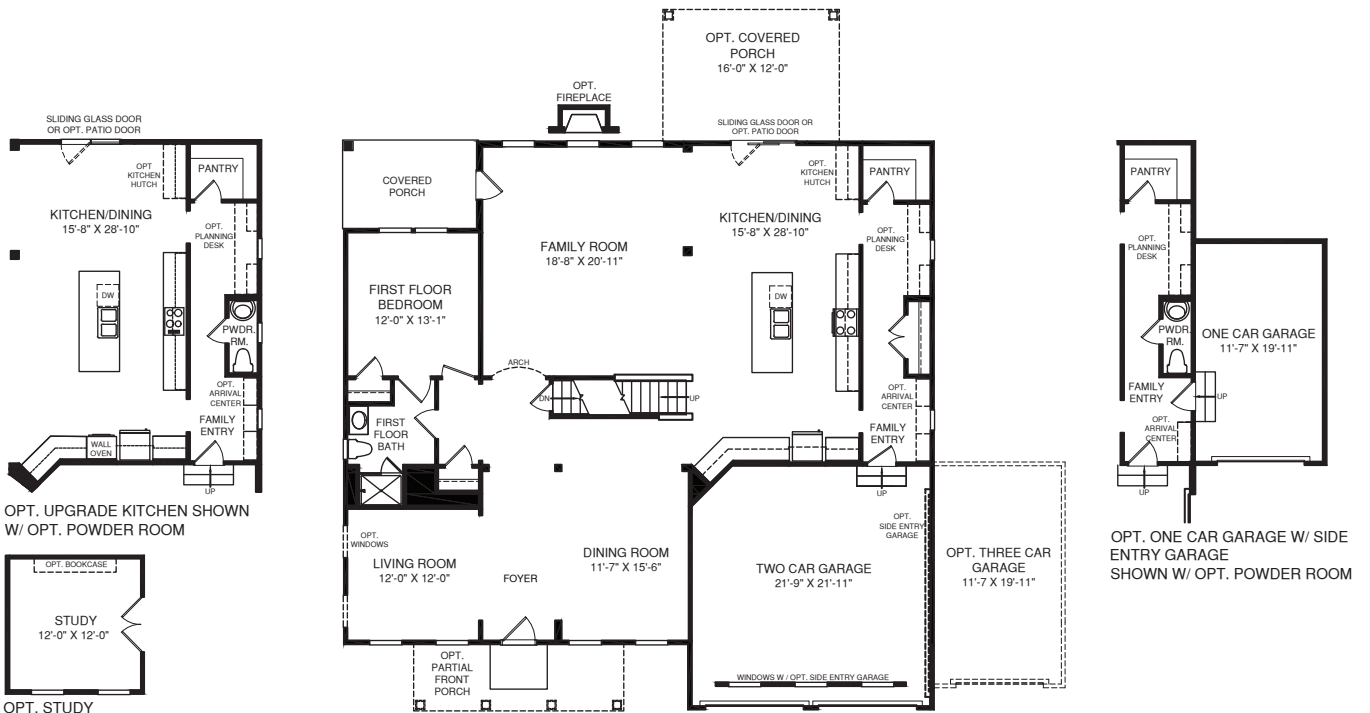 SLIDING GLASS DOOR
OR OPT. PATIO DOOR
OPT
KITCHEN
HUTCH
PANTRY
KITCHEN/DINING
15'-8" X 28'-10"
OPT.
PLANNING
DESK
DW
PWDR.
RM.
OPT.
ARRIVAL
CENTER
FAMILY
ENTRY
WALL
OVEN
UP
OPT. UPGRADE KITCHEN SHOWN
W/ OPT. POWDER ROOM
OPT. BOOKCASE
STUDY
12'-0" X 12'-0"
OPT. STUDY
OPT. COVERED
PORCH
16'-0" X 12'-0"
OPT.
FIREPLACE
SLIDING GLASS DOOR OR
OPT. PATIO DOOR
COVERED
PORCH
OPT.
KITCHEN
HUTCH
PANTRY
KITCHEN/DINING
15'-8" X 28'-10"
OPT.
PLANNING
DESK
FAMILY ROOM
18'-8" X 20'-11"
FIRST FLOOR
BEDROOM
12'-0" X 13'-1"
DW
ARCH
DN
UP
OPT.
ARRIVAL
CENTER
FIRST
FLOOR
BATH
FAMILY
ENTRY
UP
OPT.
WINDOWS
LIVING ROOM
12'-0" X 12'-0"
FOYER
DINING ROOM
11'-7" X 15'-6"
OPT.
SIDE ENTRY
GARAGE
TWO CAR GARAGE
21'-9" X 21'-11"
OPT. THREE CAR
GARAGE
11'-7 X 19'-11"
OPT.
PARTIAL
FRONT
PORCH
WINDOWS W / OPT. SIDE ENTRY GARAGE
PANTRY
OPT.
PLANNING
DESK
PWDR.
RM.
ONE CAR GARAGE
11'-7" X 19'-11"
FAMILY
ENTRY
UP
OPT.
ARRIVAL
CENTER
UP
OPT. ONE CAR GARAGE W/ SIDE
ENTRY GARAGE
SHOWN W/ OPT. POWDER ROOM